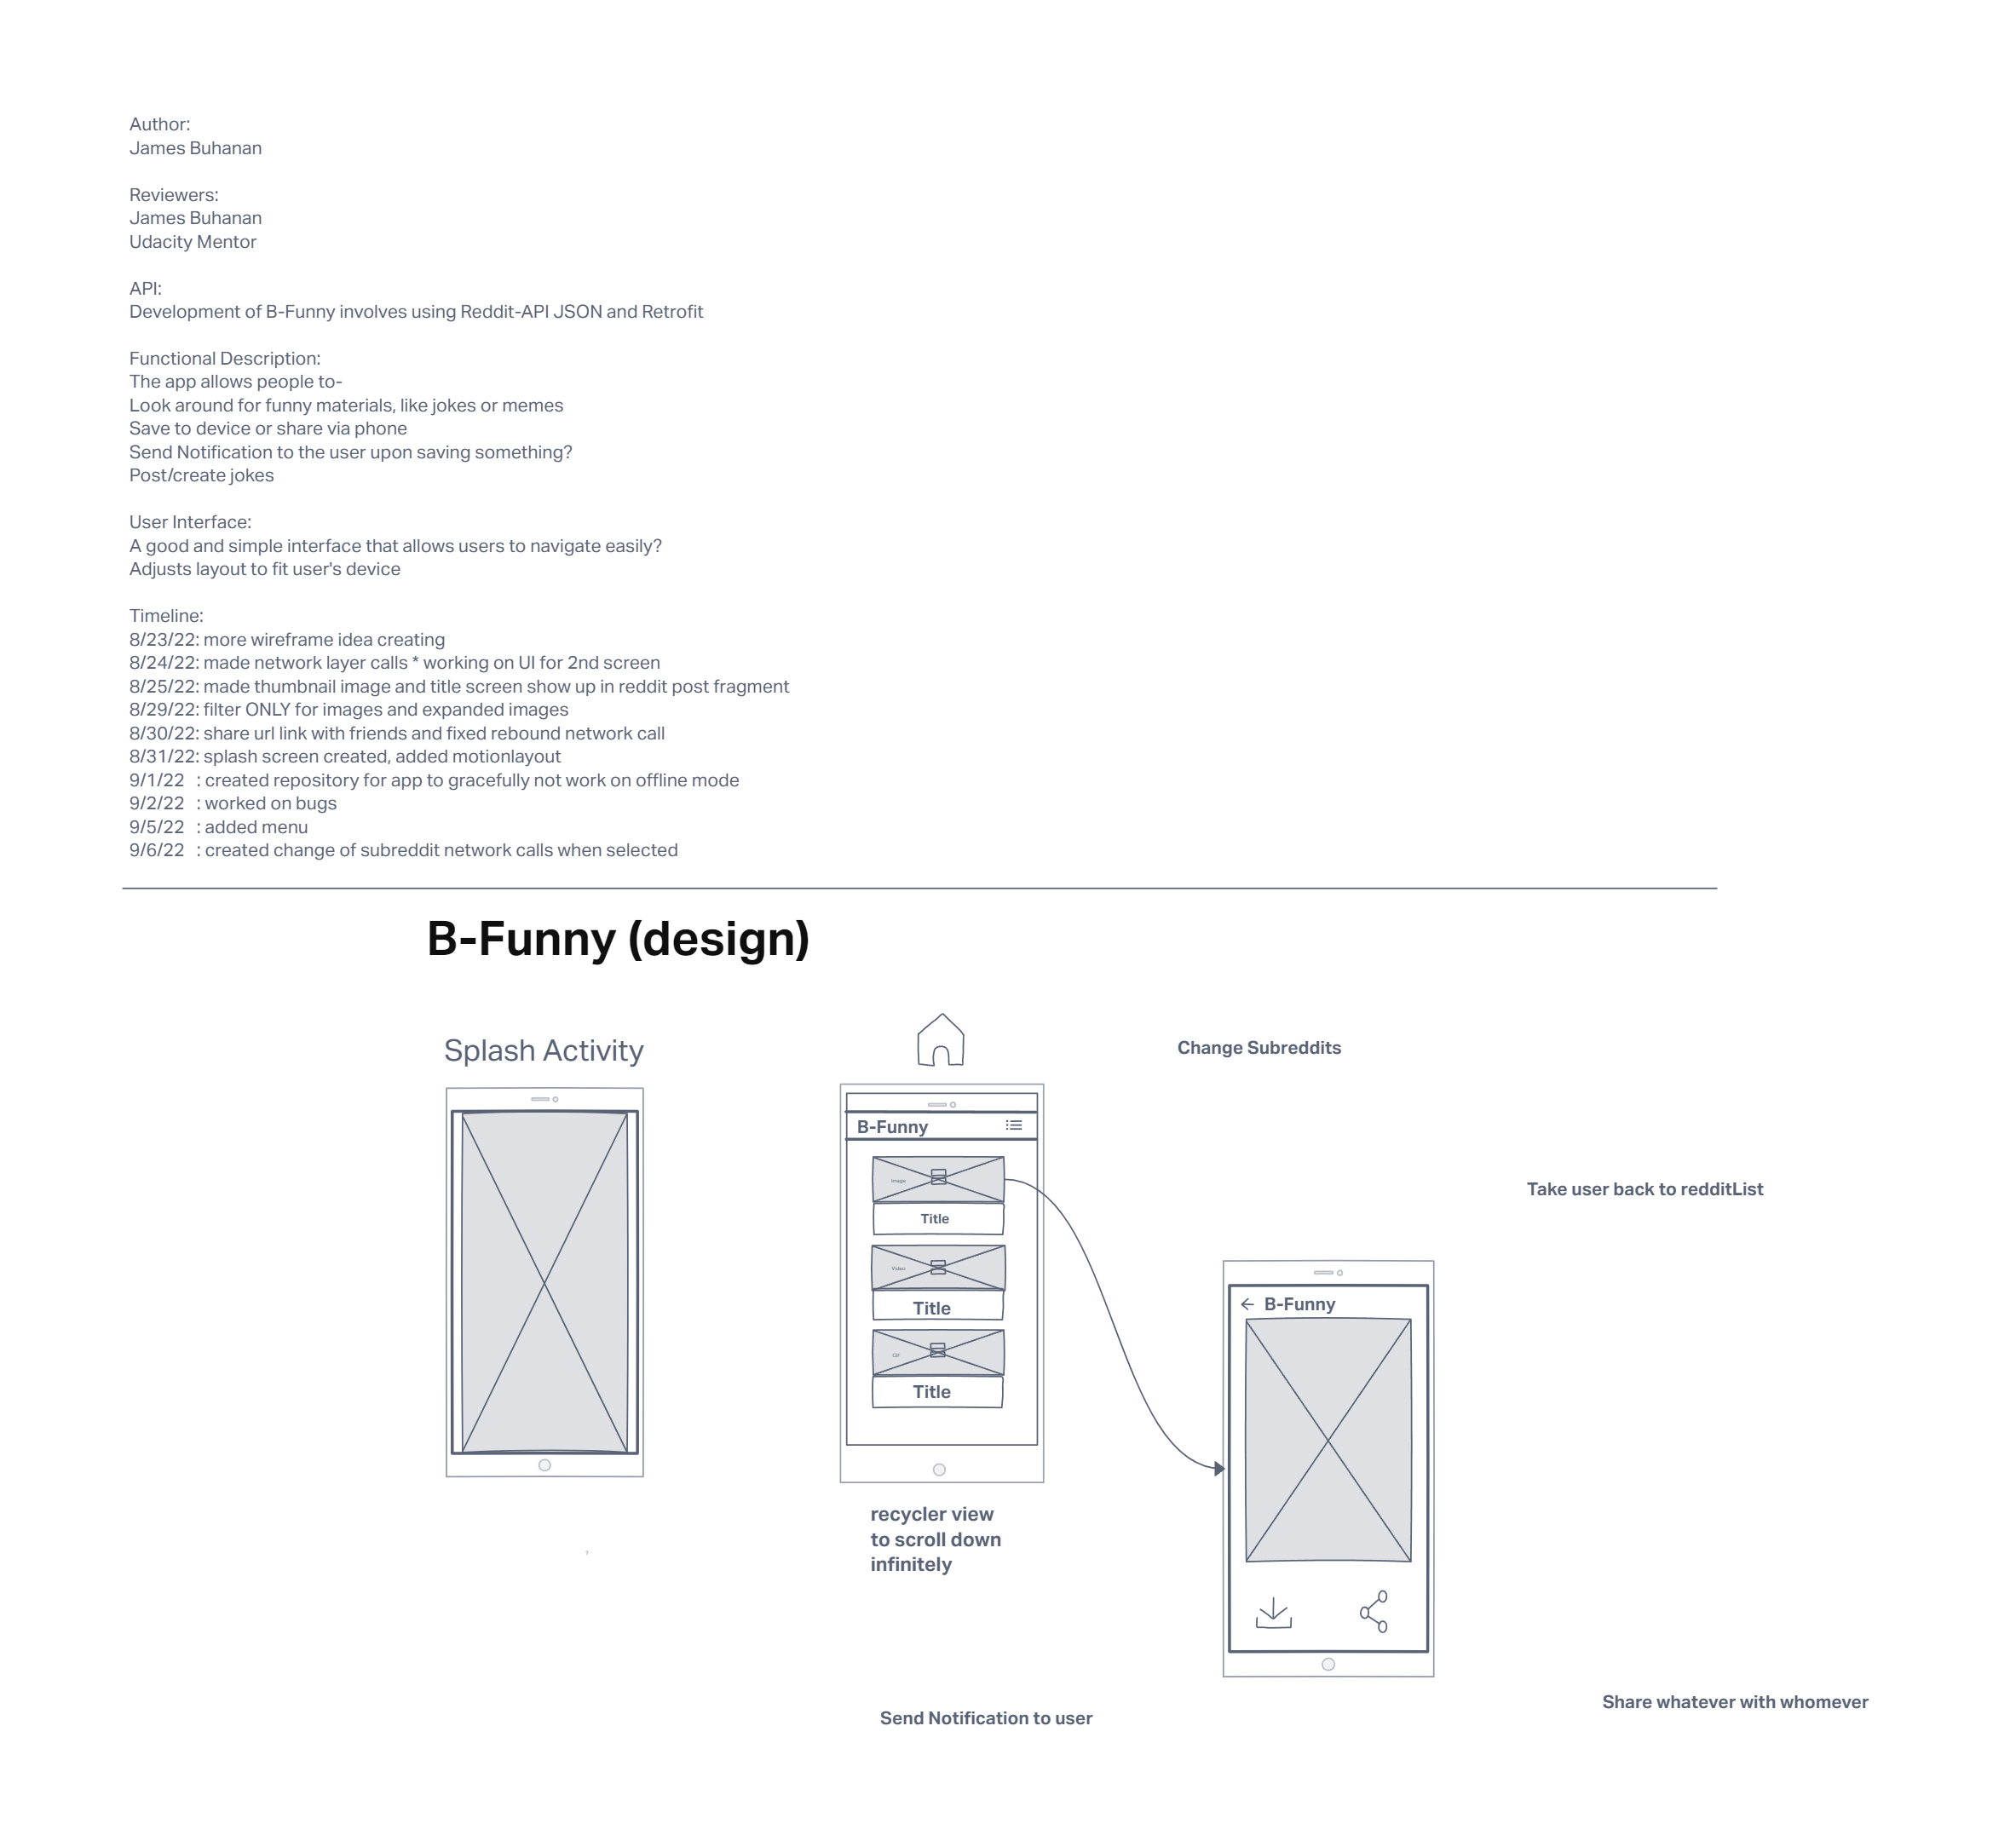 Author:
James Buhanan
Reviewers:
James Buhanan
Udacity Mentor
API:
Development of B-Funny involves using Reddit-API JSON and Retrofit
Functional Description:
The app allows people to-
Look around for funny materials, like jokes or memes
Save to device or share via phone
Send Notification to the user upon saving something?
Post/create jokes
User Interface:
A good and simple interface that allows users to navigate easily?
Adjusts layout to fit user's device
Timeline:
8/23/22: more wireframe idea creating
8/24/22: made network layer calls * working on UI for 2nd screen
8/25/22: made thumbnail image and title screen show up in reddit post fragment
8/29/22: filter ONLY for images and expanded images
8/30/22: share url link with friends and fixed rebound network call
8/31/22: splash screen created, added motionlayout
9/1/22 : created repository for app to gracefully not work on offline mode
9/2/22 : worked on bugs
9/5/22 : added menu
9/6/22 : created change of subreddit network calls when selected
B-Funny (design)
Splash Activity
Change Subreddits
B-Funny
Image
Title
Video
Title
GIF
Title
recycler view
to scroll down
infinitely
Take user back to redditList
B-Funny
Send Notification to user
Share whatever with whomever